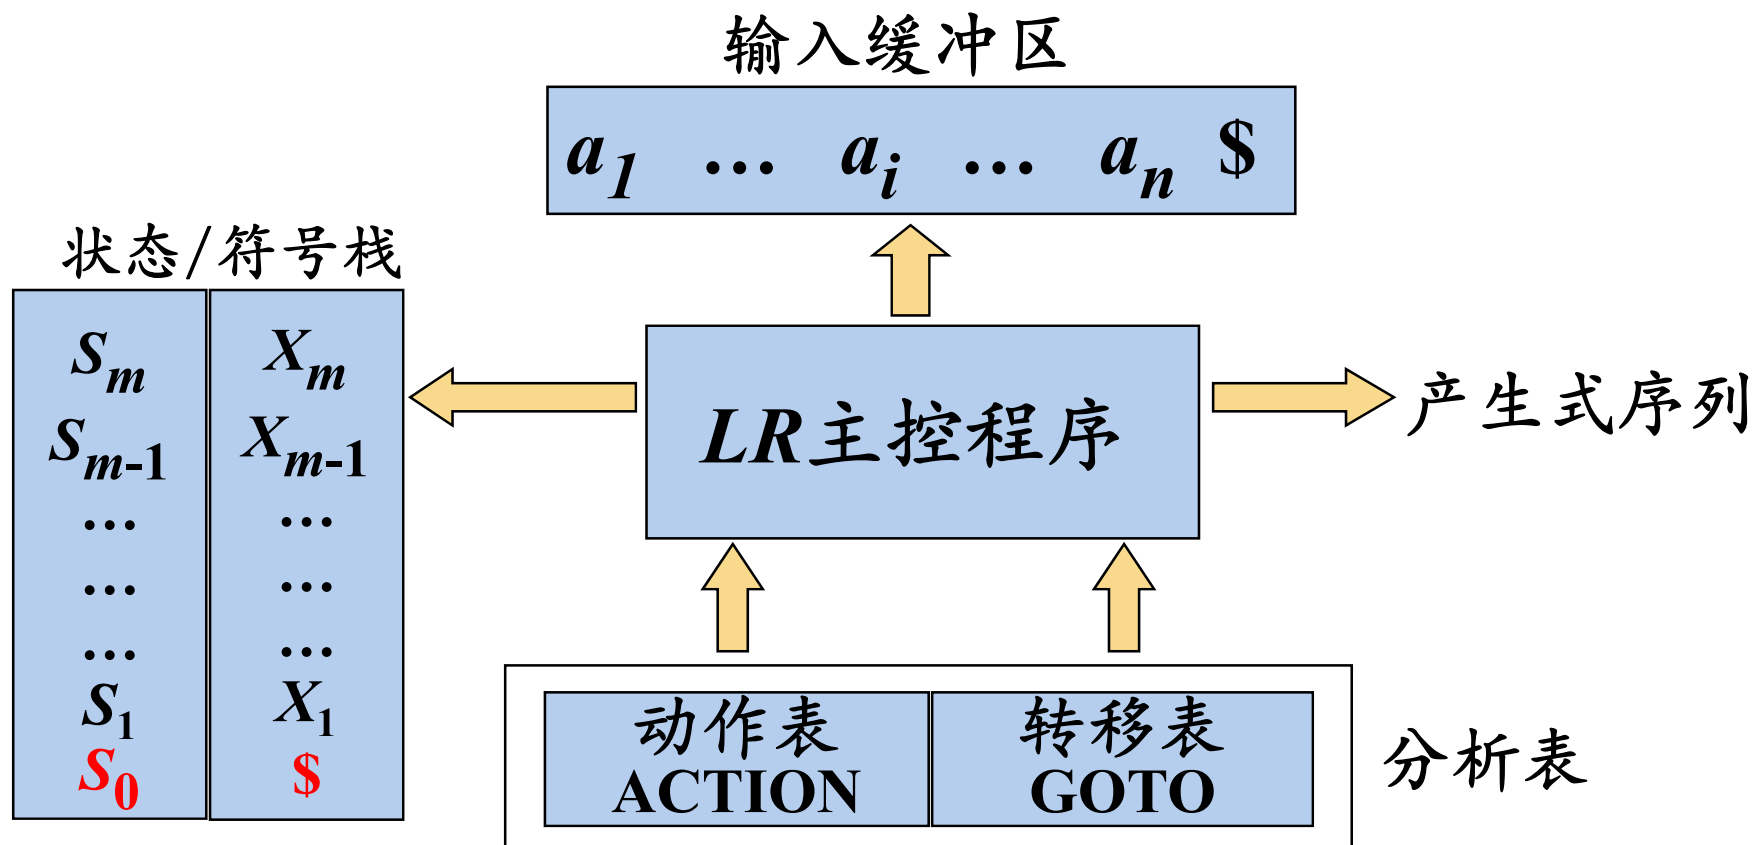 输入缓冲区
a1 … ai … an $
状态/符号栈
Sm Xm
Sm-1 Xm-1
… …
… …
… …
S1 X1
S0 $
LR主控程序
产生式序列
动作表 转移表
ACTION GOTO
分析表